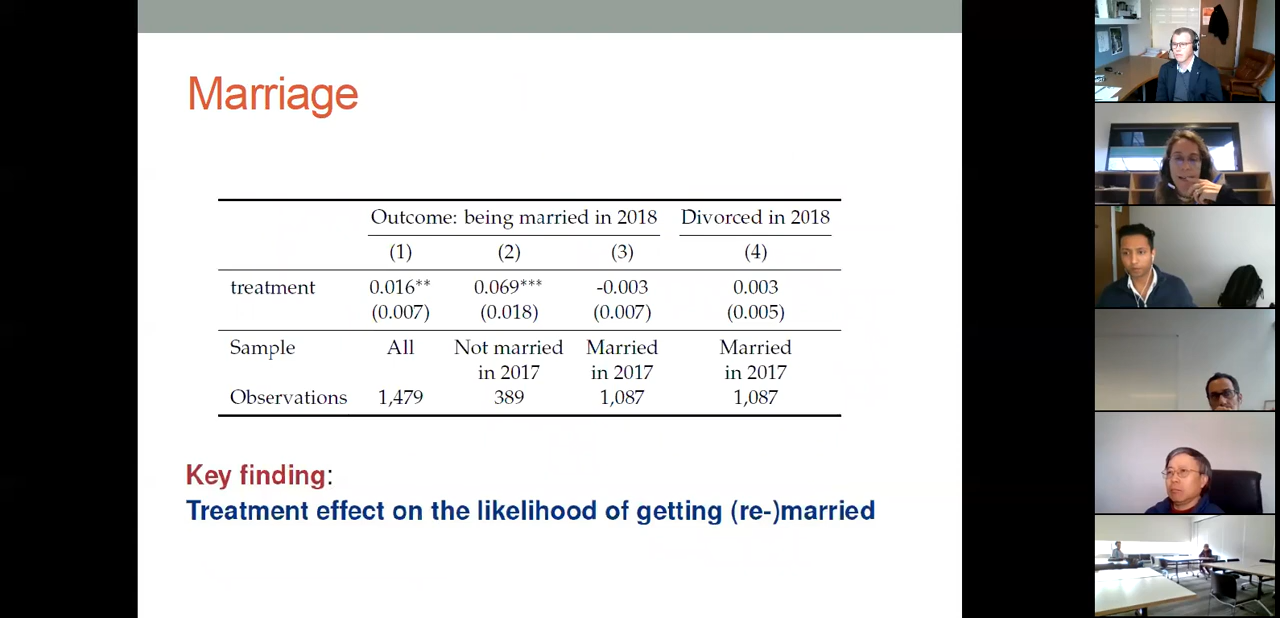 Marriage
Outcome: being married in 2018 Divorced in 2018
(1) (2) (3) (4)
treatment 0.016** 0.069*** -0.003 0.003
(0.007) (0.018) (0.007) (0.005)
Sample All Not married Married Married
in 2017 in 2017 in 2017
Observations 1,479 389 1,087 1,087
Key finding:
Treatment effect on the likelihood of getting (re-)married